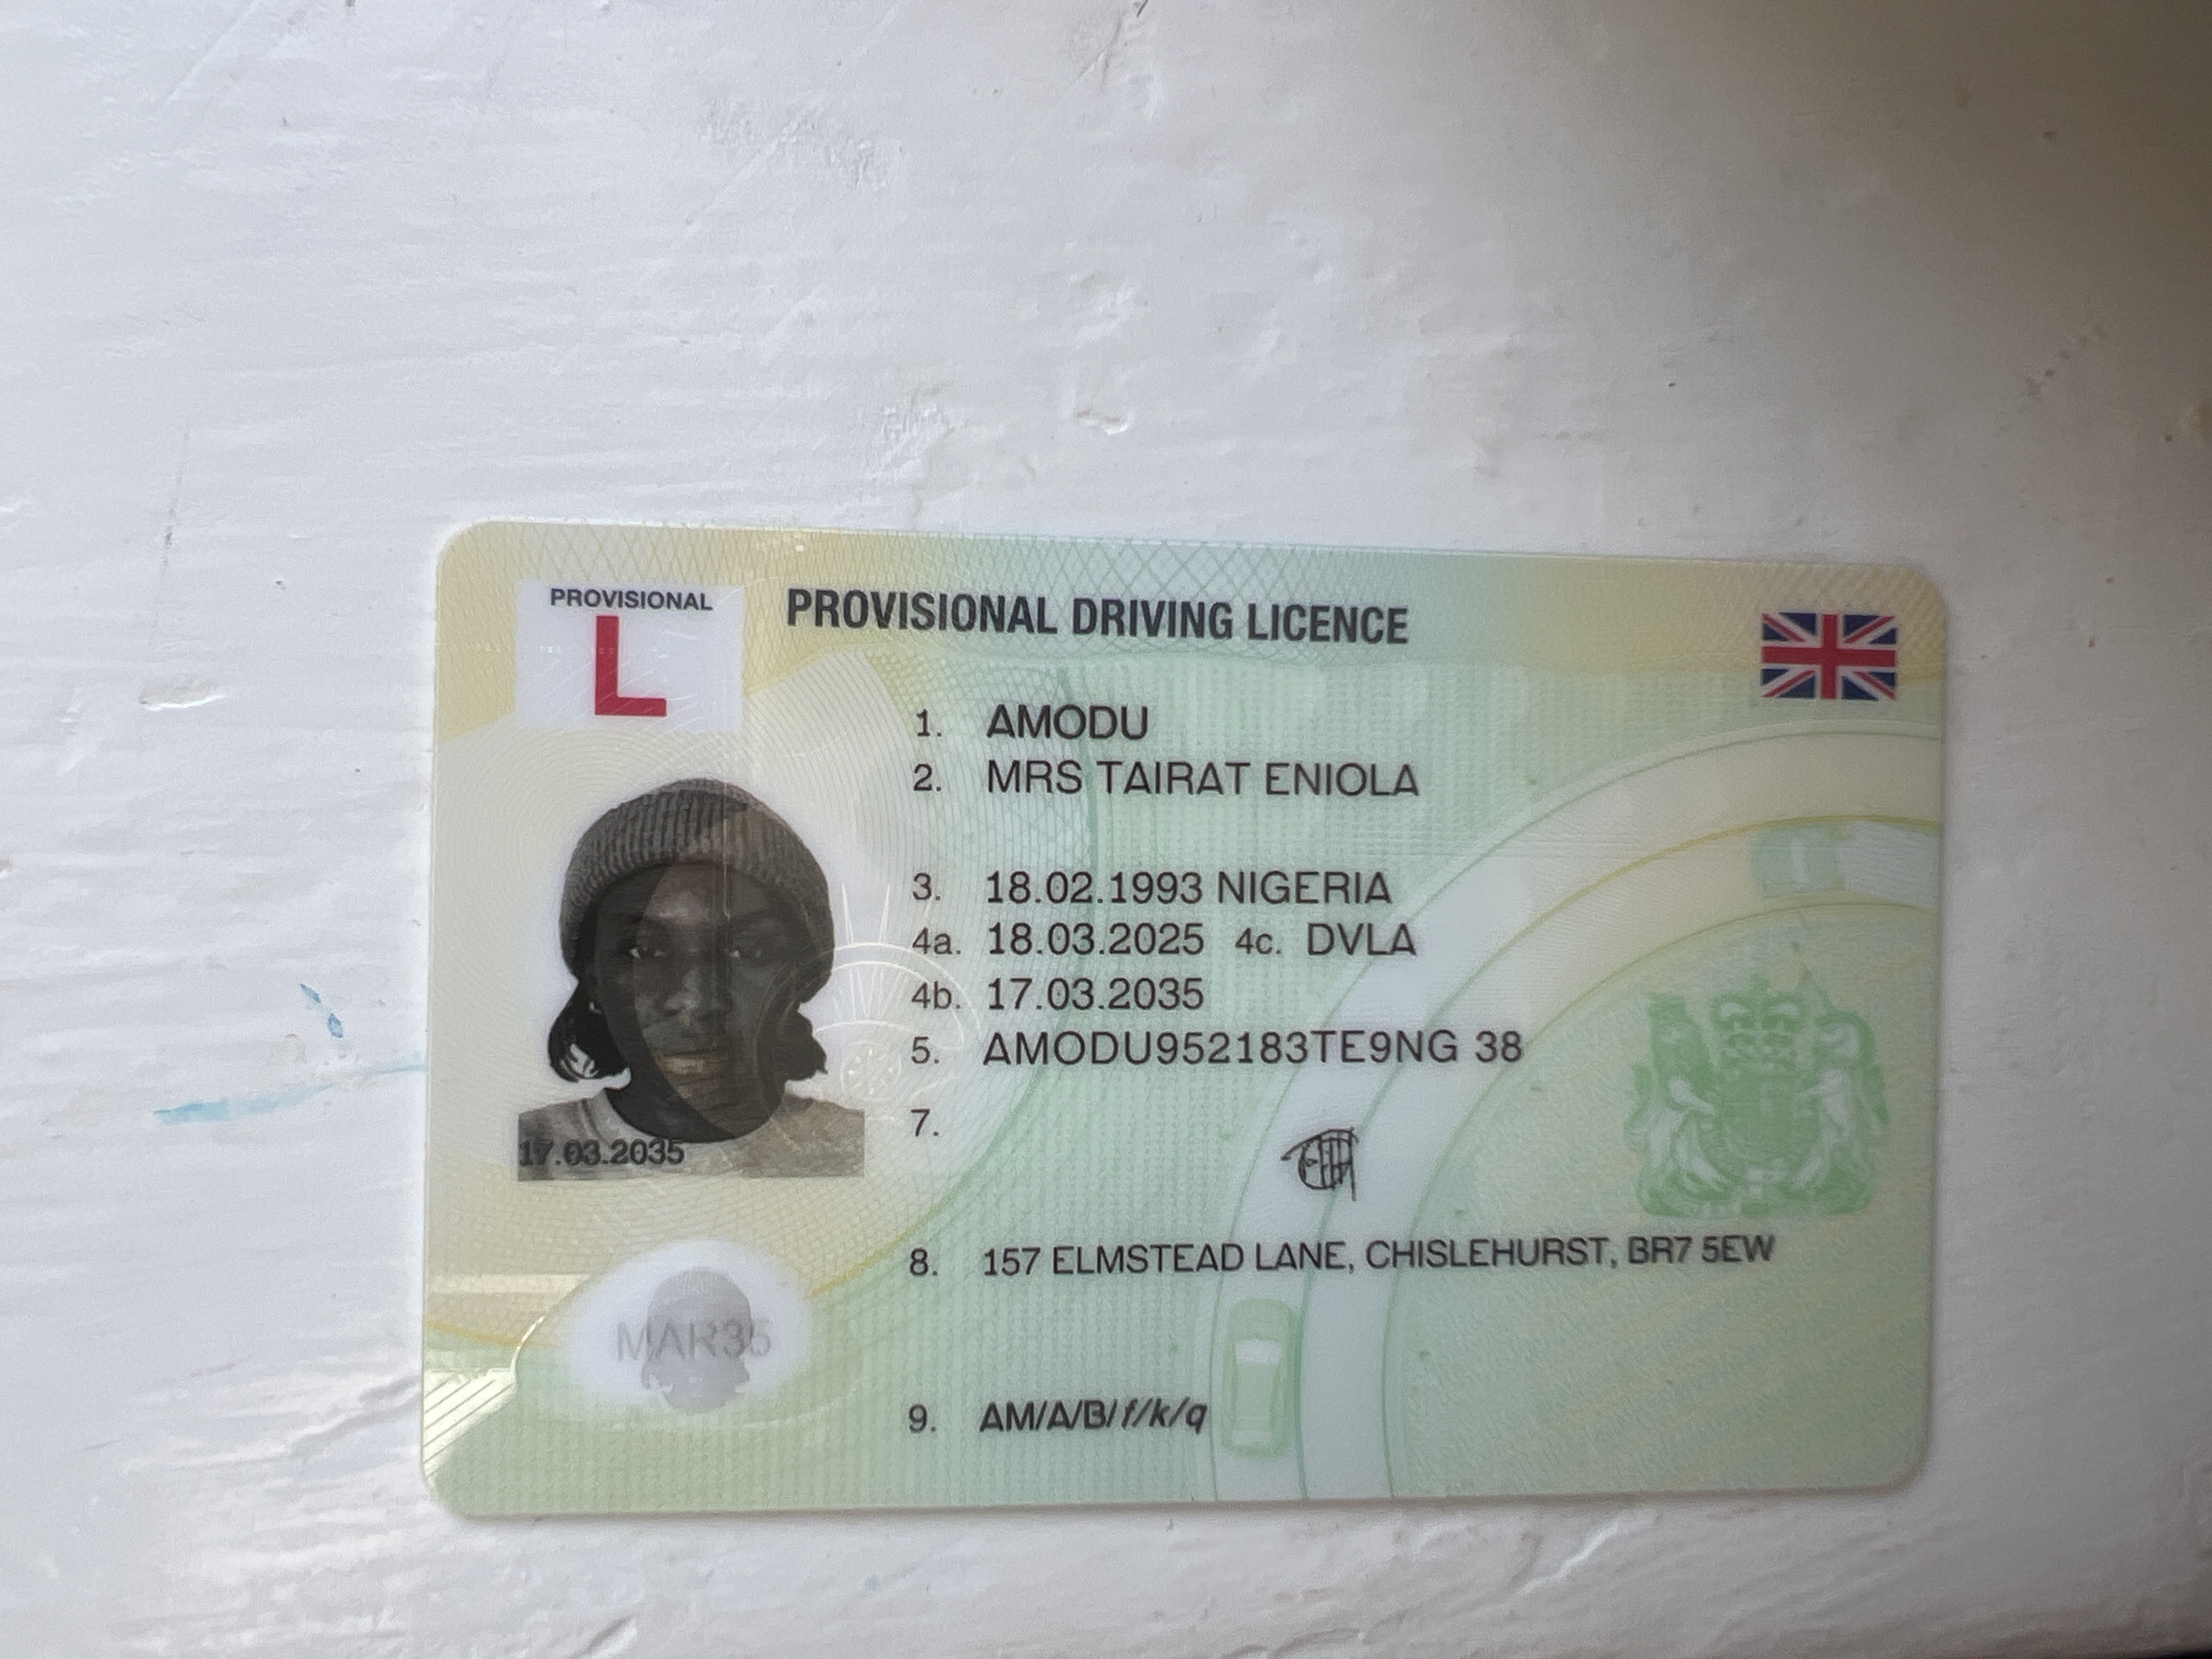 PROVISIONAL
L
PROVISIONAL DRIVING LICENCE
1. AMODU
2. MRS TAIRAT ENIOLA
3. 18.02.1993 NIGERIA
4a. 18.03.2025 4c. DVLA
4b. 17.03.2035
5. AMODU952183TE9NG 38
7.
17.03.2035
8. 157 ELMSTEAD LANE, CHISLEHURST, BR7 5EW
MAR35
9. AM/A/B/f/k/q